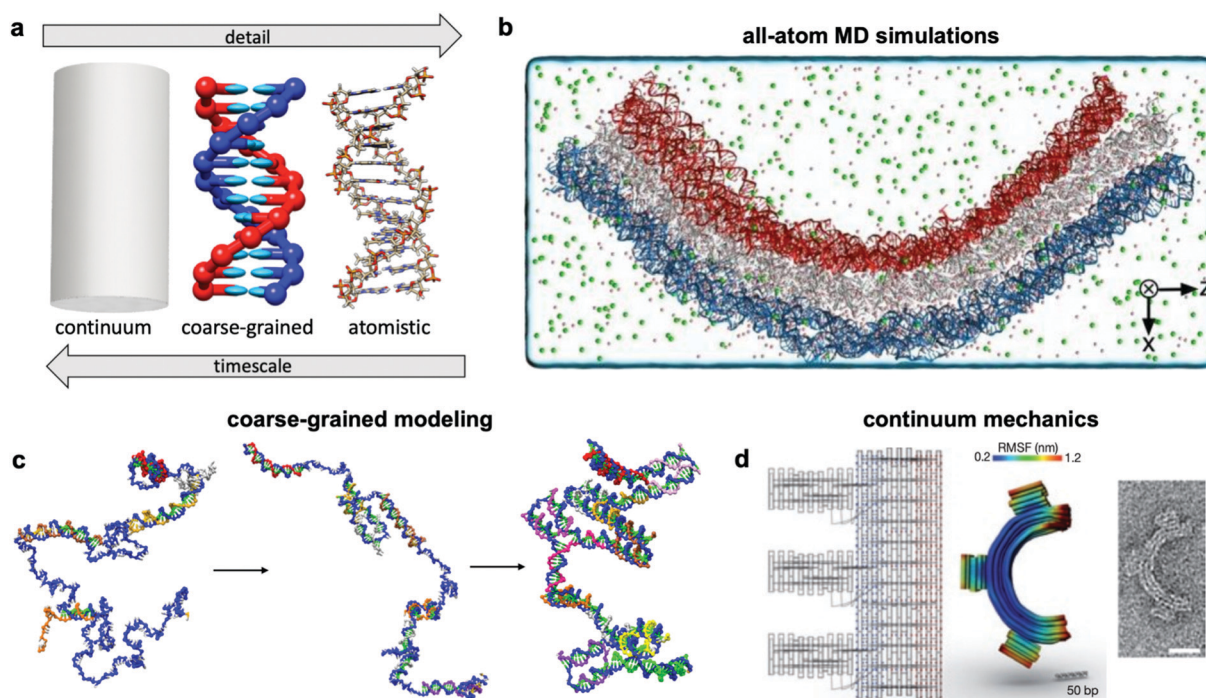 a
detail
continuum
coarse-grained
atomistic
timescale
b
all-atom MD simulations
Z
X
coarse-grained modeling
c
continuum mechanics
d
RMSF (nm)
0.2
1.2
50 bp